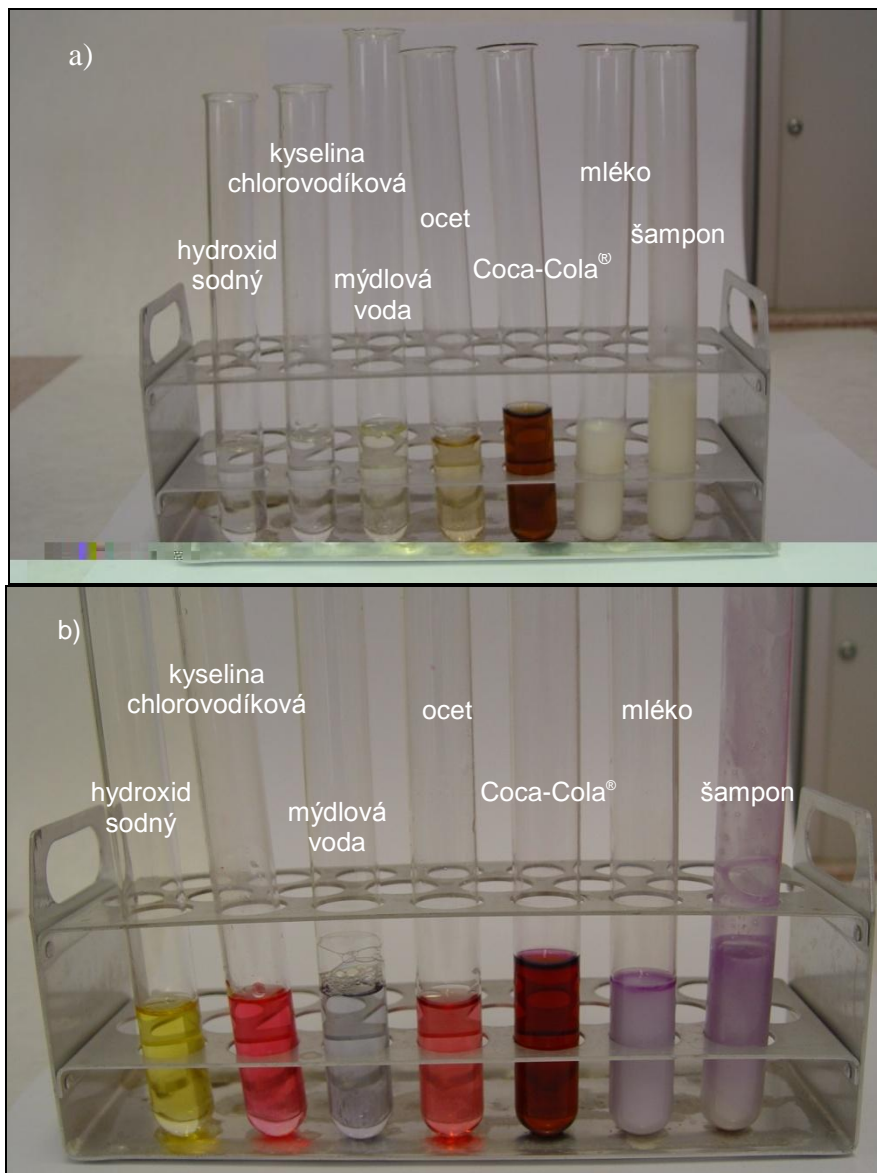 a)
kyselina
chlorovodíková
mléko
ocet
šampon
hydroxid
sodný
Coca-Cola®
mýdlová
voda
b)
kyselina
chlorovodíková
ocet
mléko
hydroxid
sodný
Coca-Cola®
šampon
mýdlová
voda